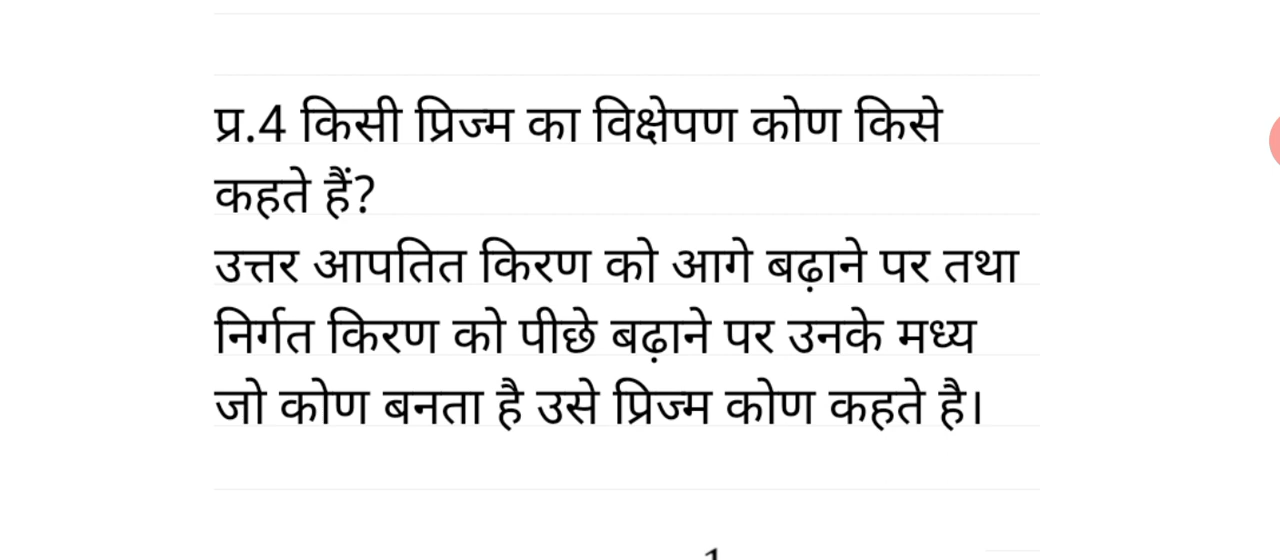 प्र.4 किसी प्रिज्म का विक्षेपण कोण किसे
कहते हैं?
उत्तर आपतित किरण को आगे बढ़ाने पर तथा
निर्गत किरण को पीछे बढ़ाने पर उनके मध्य
जो कोण बनता है उसे प्रिज्म कोण कहते है।